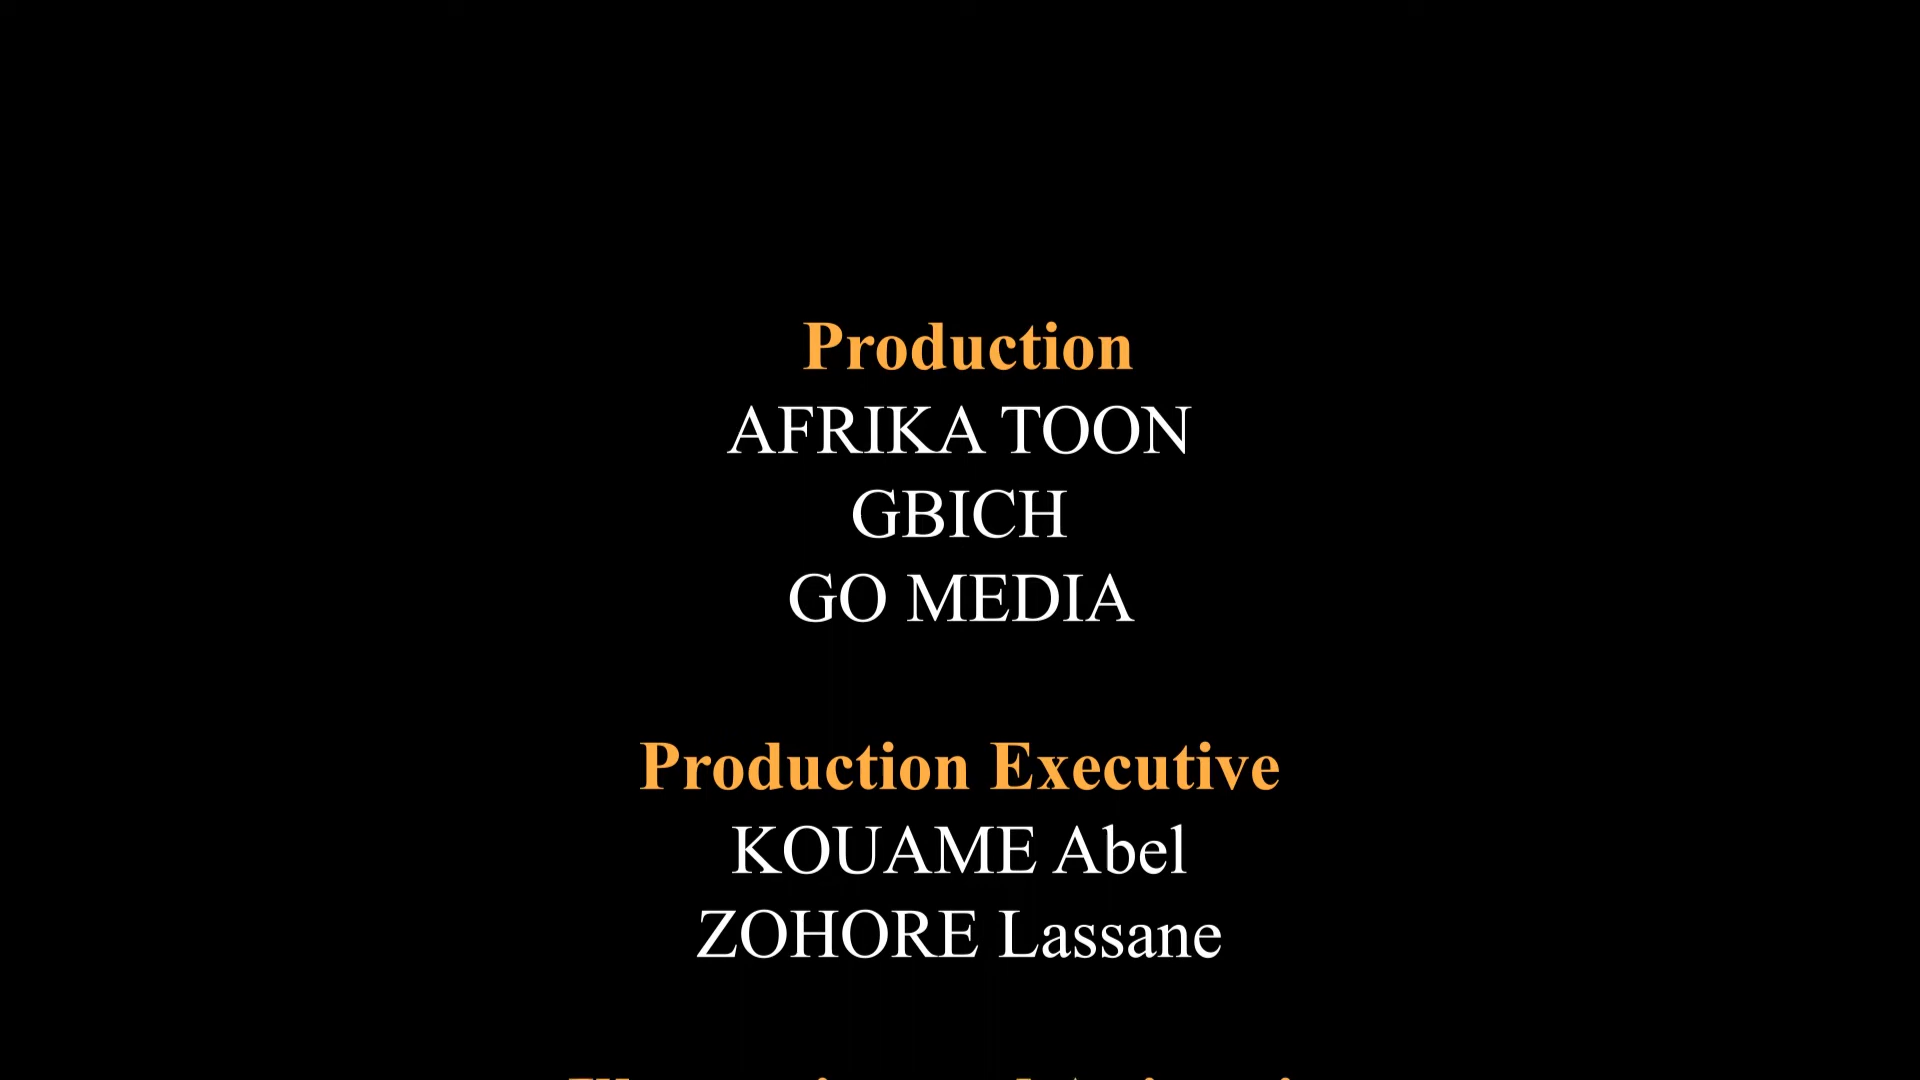 Production
AFRIKA TOON
GBICH
GO MEDIA
Production Executive
KOUAME Abel
ZOHORE Lassane